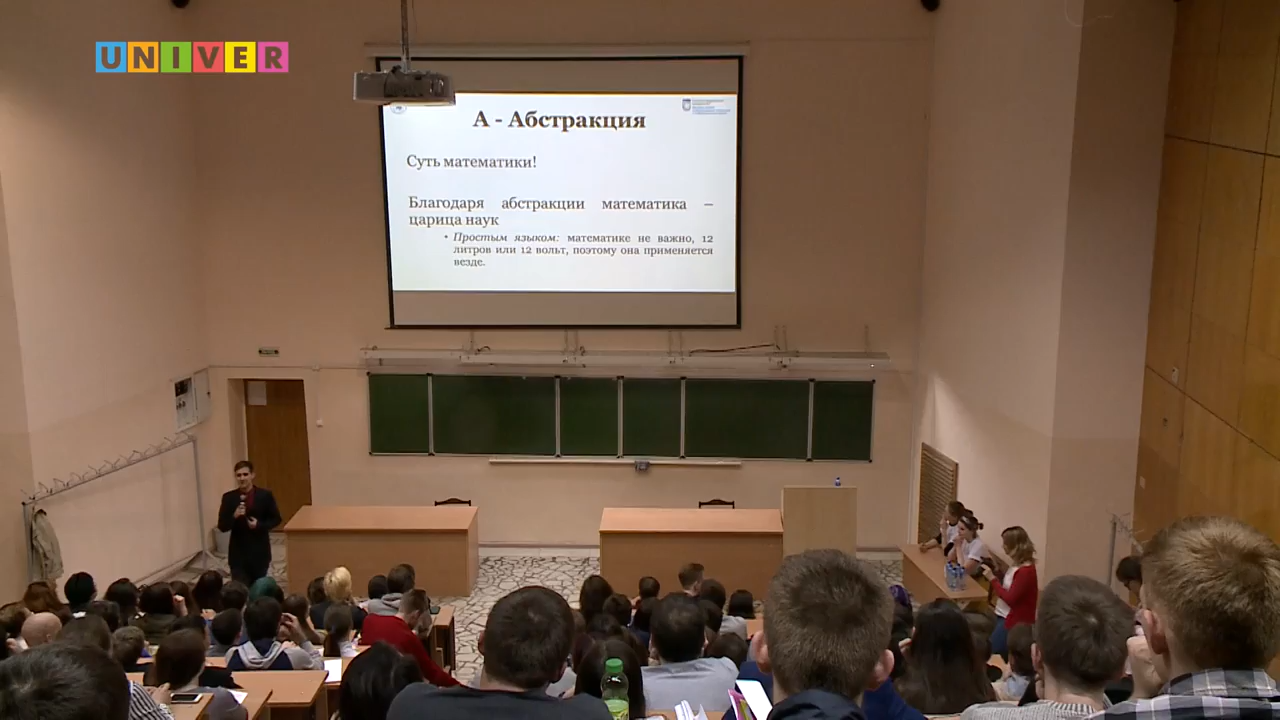 UNIVER
А - Абстракция
Суть математики!
Благодаря абстракции математика –
царица наук
• Простым языком: математике не важно, 12
литров или 12 вольт, поэтому она применяется
везде.